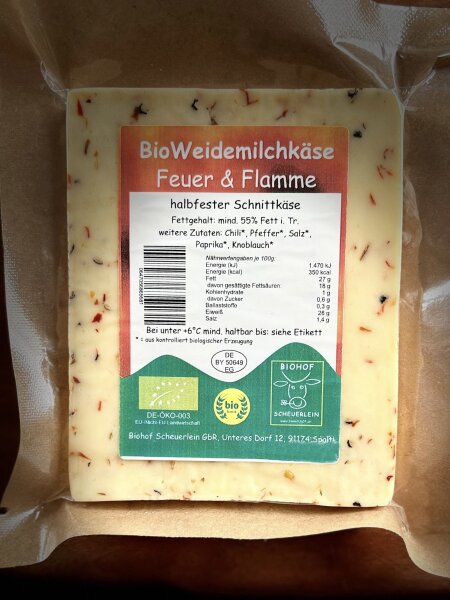 BioWeidemilchkäse
Feuer & Flamme
halbfester Schnittkäse
Fettgehalt: mind. 55% Fett i. Tr.
weitere Zutaten: Chili*, Pfeffer*, Salz*,
Paprika*, Knoblauch*
Nährwertangaben je 100g:
Energie (kJ) 1.470 kJ
Energie (kcal) 350 kcal
Fett 27 g
davon gesättigte Fettsäuren: 18 g
Kohlenhydrate 1 g
davon Zucker 0,6 g
Ballaststoffe 0,3 g
Eiweiß 26 g
Salz 1,4 g
Bei unter +6°C mind. haltbar bis: siehe Etikett
* = aus kontrolliert biologischer Erzeugung
DE
BY 50649
EG
BIOHOF
SCHEUERLEIN
bio
DE-ÖKO-003
EU-/Nicht-EU-Landwirtschaft
Biohof Scheuerlein GbR, Unteres Dorf 12, 91174 Spalt